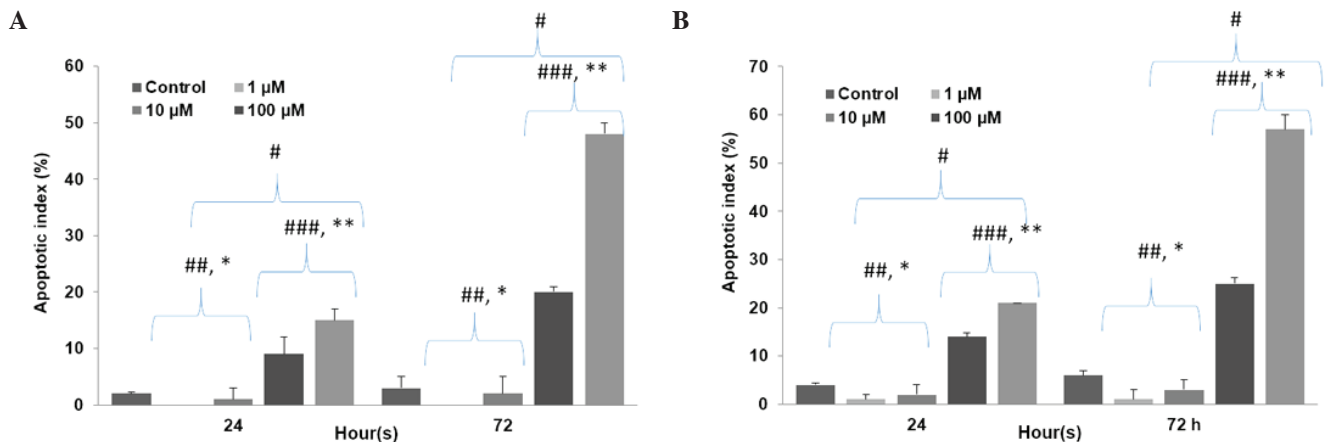 A
#
###, **
60
50
40
30
20
10
0
Apoptotic index (%)
Control 1 μM
10 μM 100 μM
#
###, **
##, *
##, *
24 Hour(s) 72
B
#
###, **
70
60
50
40
30
20
10
0
Apoptotic index (%)
Control 1 μM
10 μM 100 μM
#
###, **
##, *
##, *
24 Hour(s) 72 h